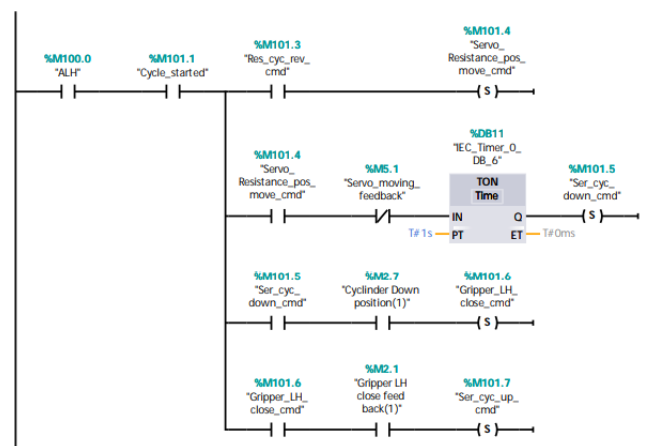 %M100.0
"ALH"
%M101.1
"Cycle_started"
%M101.3
"Res_cyc_rev_
cmd"
%M101.4
"Servo_
Resistance_pos_
move_cmd"
S
%M101.4
"Servo_
Resistance_pos_
move_cmd"
%M5.1
"Servo_moving_
feedback"
%DB11
"IEC_Timer_0_
DB_6"
TON
Time
IN
Q
T#1s
PT
ET
T#0ms
%M101.5
"Ser_cyc_
down_cmd"
S
%M101.5
"Ser_cyc_
down_cmd"
%M2.7
"Cyclinder Down
position(1)"
%M101.6
"Gripper_LH_
close_cmd"
S
%M101.6
"Gripper_LH_
close_cmd"
%M2.1
"Gripper LH
close feed
back(1)"
%M101.7
"Ser_cyc_up_
cmd"
S